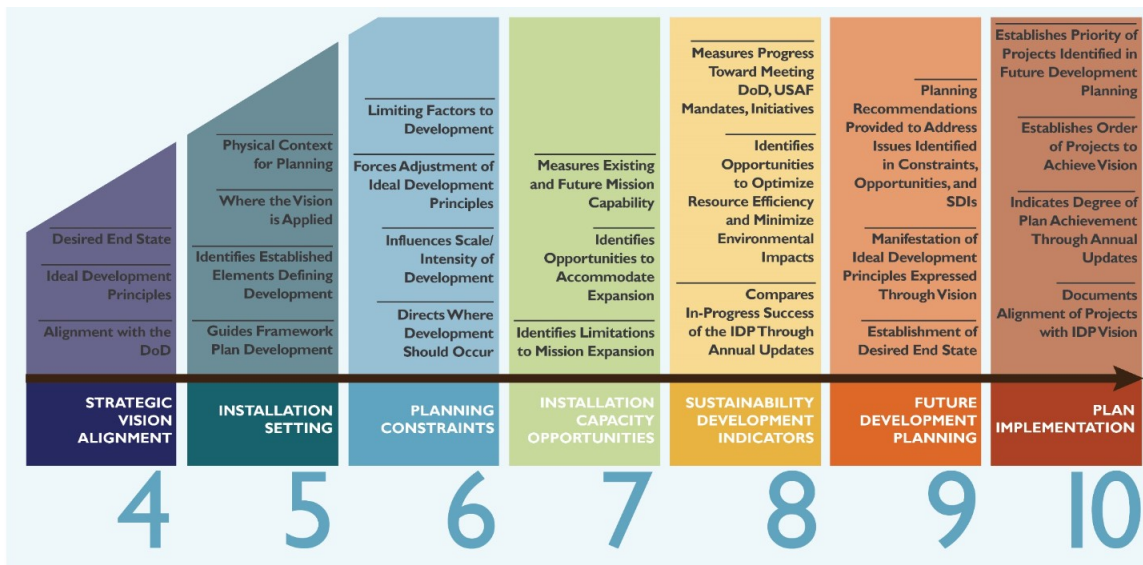 Desired End State
Ideal Development
Principles
Alignment with the
DoD
STRATEGIC
VISION
ALIGNMENT
4
Physical Context
for Planning
Where the Vision
is Applied
Identifies Established
Elements Defining
Development
Guides Framework
Plan Development
INSTALLATION
SETTING
5
Limiting Factors to
Development
Forces Adjustment of
Ideal Development
Principles
Influences Scale/
Intensity of
Development
Directs Where
Development
Should Occur
PLANNING
CONSTRAINTS
6
Measures Existing
and Future Mission
Capability
Identifies
Opportunities to
Accommodate
Expansion
Identifies Limitations
to Mission Expansion
INSTALLATION
CAPACITY
OPPORTUNITIES
7
Measures Progress
Toward Meeting
DoD, USAF
Mandates, Initiatives
Identifies
Opportunities
to Optimize
Resource Efficiency
and Minimize
Environmental
Impacts
Compares
In-Progress Success
of the IDP Through
Annual Updates
SUSTAINABILITY
DEVELOPMENT
INDICATORS
8
Planning
Recommendations
Provided to Address
Issues Identified
in Constraints,
Opportunities, and
SDIs
Manifestation of
Ideal Development
Principles Expressed
Through Vision
Establishment of
Desired End State
FUTURE
DEVELOPMENT
PLANNING
9
Establishes Priority of
Projects Identified in
Future Development
Planning
Establishes Order
of Projects to
Achieve Vision
Indicates Degree of
Plan Achievement
Through Annual
Updates
Documents
Alignment of Projects
with IDP Vision
PLAN
IMPLEMENTATION
10